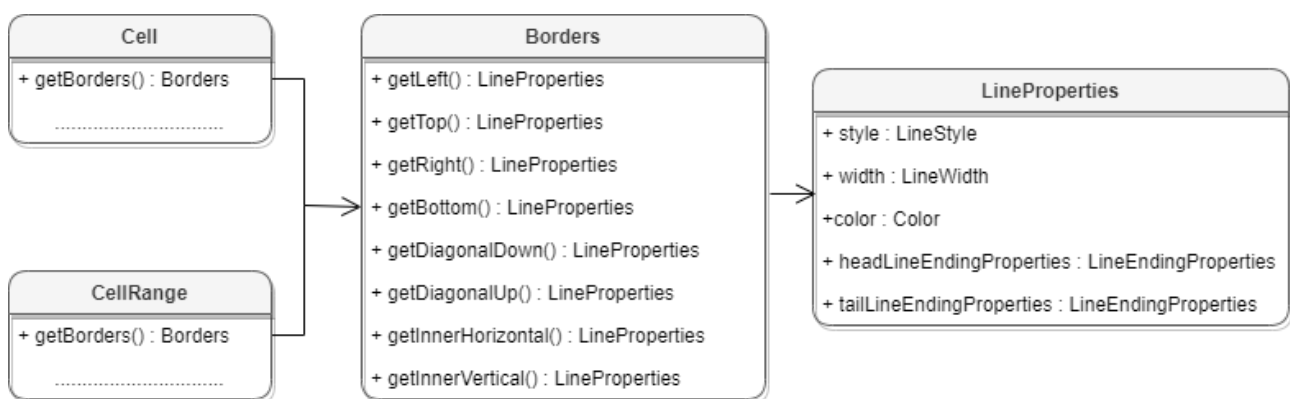 Cell
+ getBorders() : Borders
..............................
CellRange
+ getBorders() : Borders
..............................
Borders
+ getLeft() : LineProperties
+ getTop() : LineProperties
+ getRight() : LineProperties
+ getBottom() : LineProperties
+ getDiagonalDown() : LineProperties
+ getDiagonalUp() : LineProperties
+ getInnerHorizontal() : LineProperties
+ getInnerVertical() : LineProperties
LineProperties
+ style : LineStyle
+ width : LineWidth
+color : Color
+ headLineEndingProperties : LineEndingProperties
+ tailLineEndingProperties : LineEndingProperties